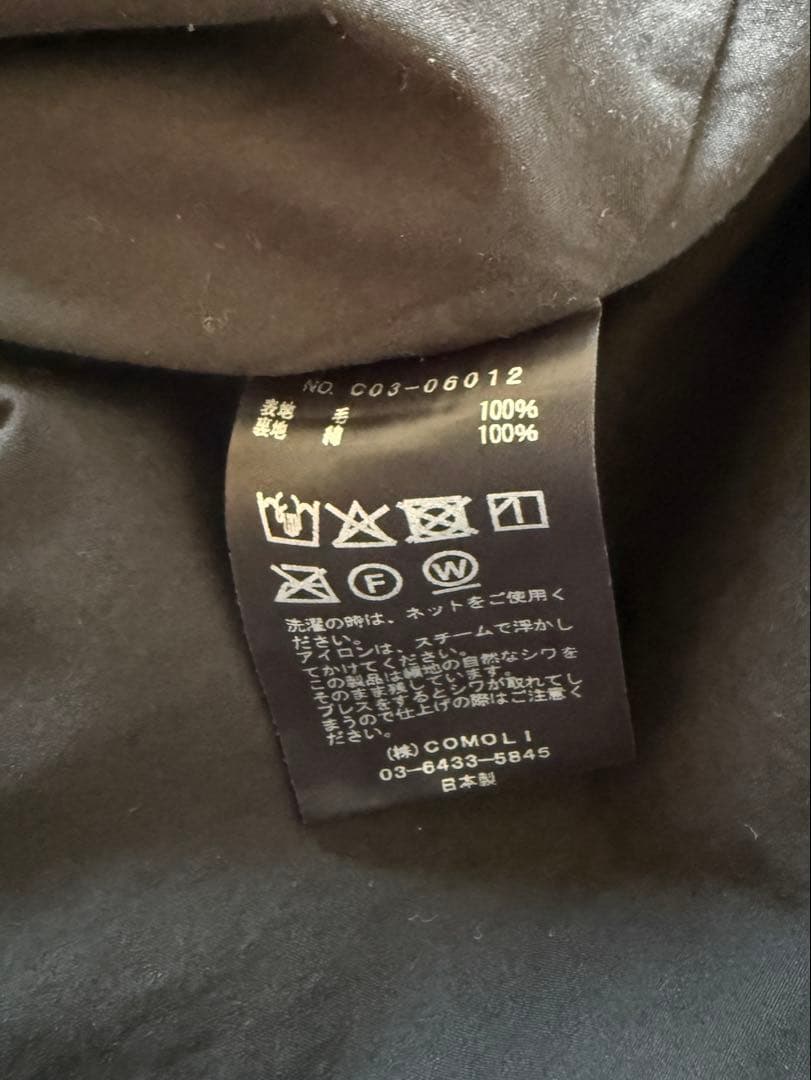 NO. C03-06012
表地 毛 100%
裏地 綿 100%
F W
洗濯の時は、ネットをご使用く
ださい。
アイロンは、スチームで浮かし
てかけてください。
この製品は繊地の自然なシワを
そのまま残しています。
プレスをするとシワが取れてし
まうので仕上げの際はご注意く
ださい。
(株)COMOLI
03-6433-5845
日本製